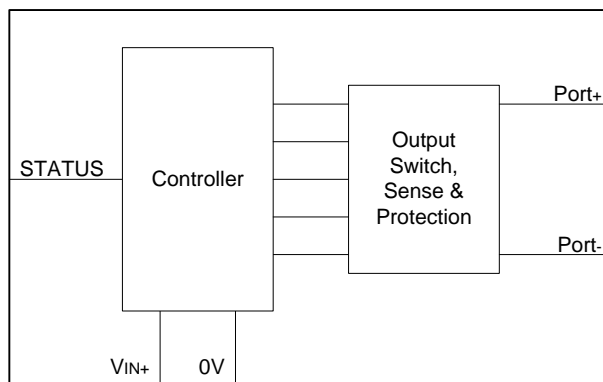 Port+
Output
Switch,
Sense &
Protection
STATUS
Controller
Port-
VIN+
0V